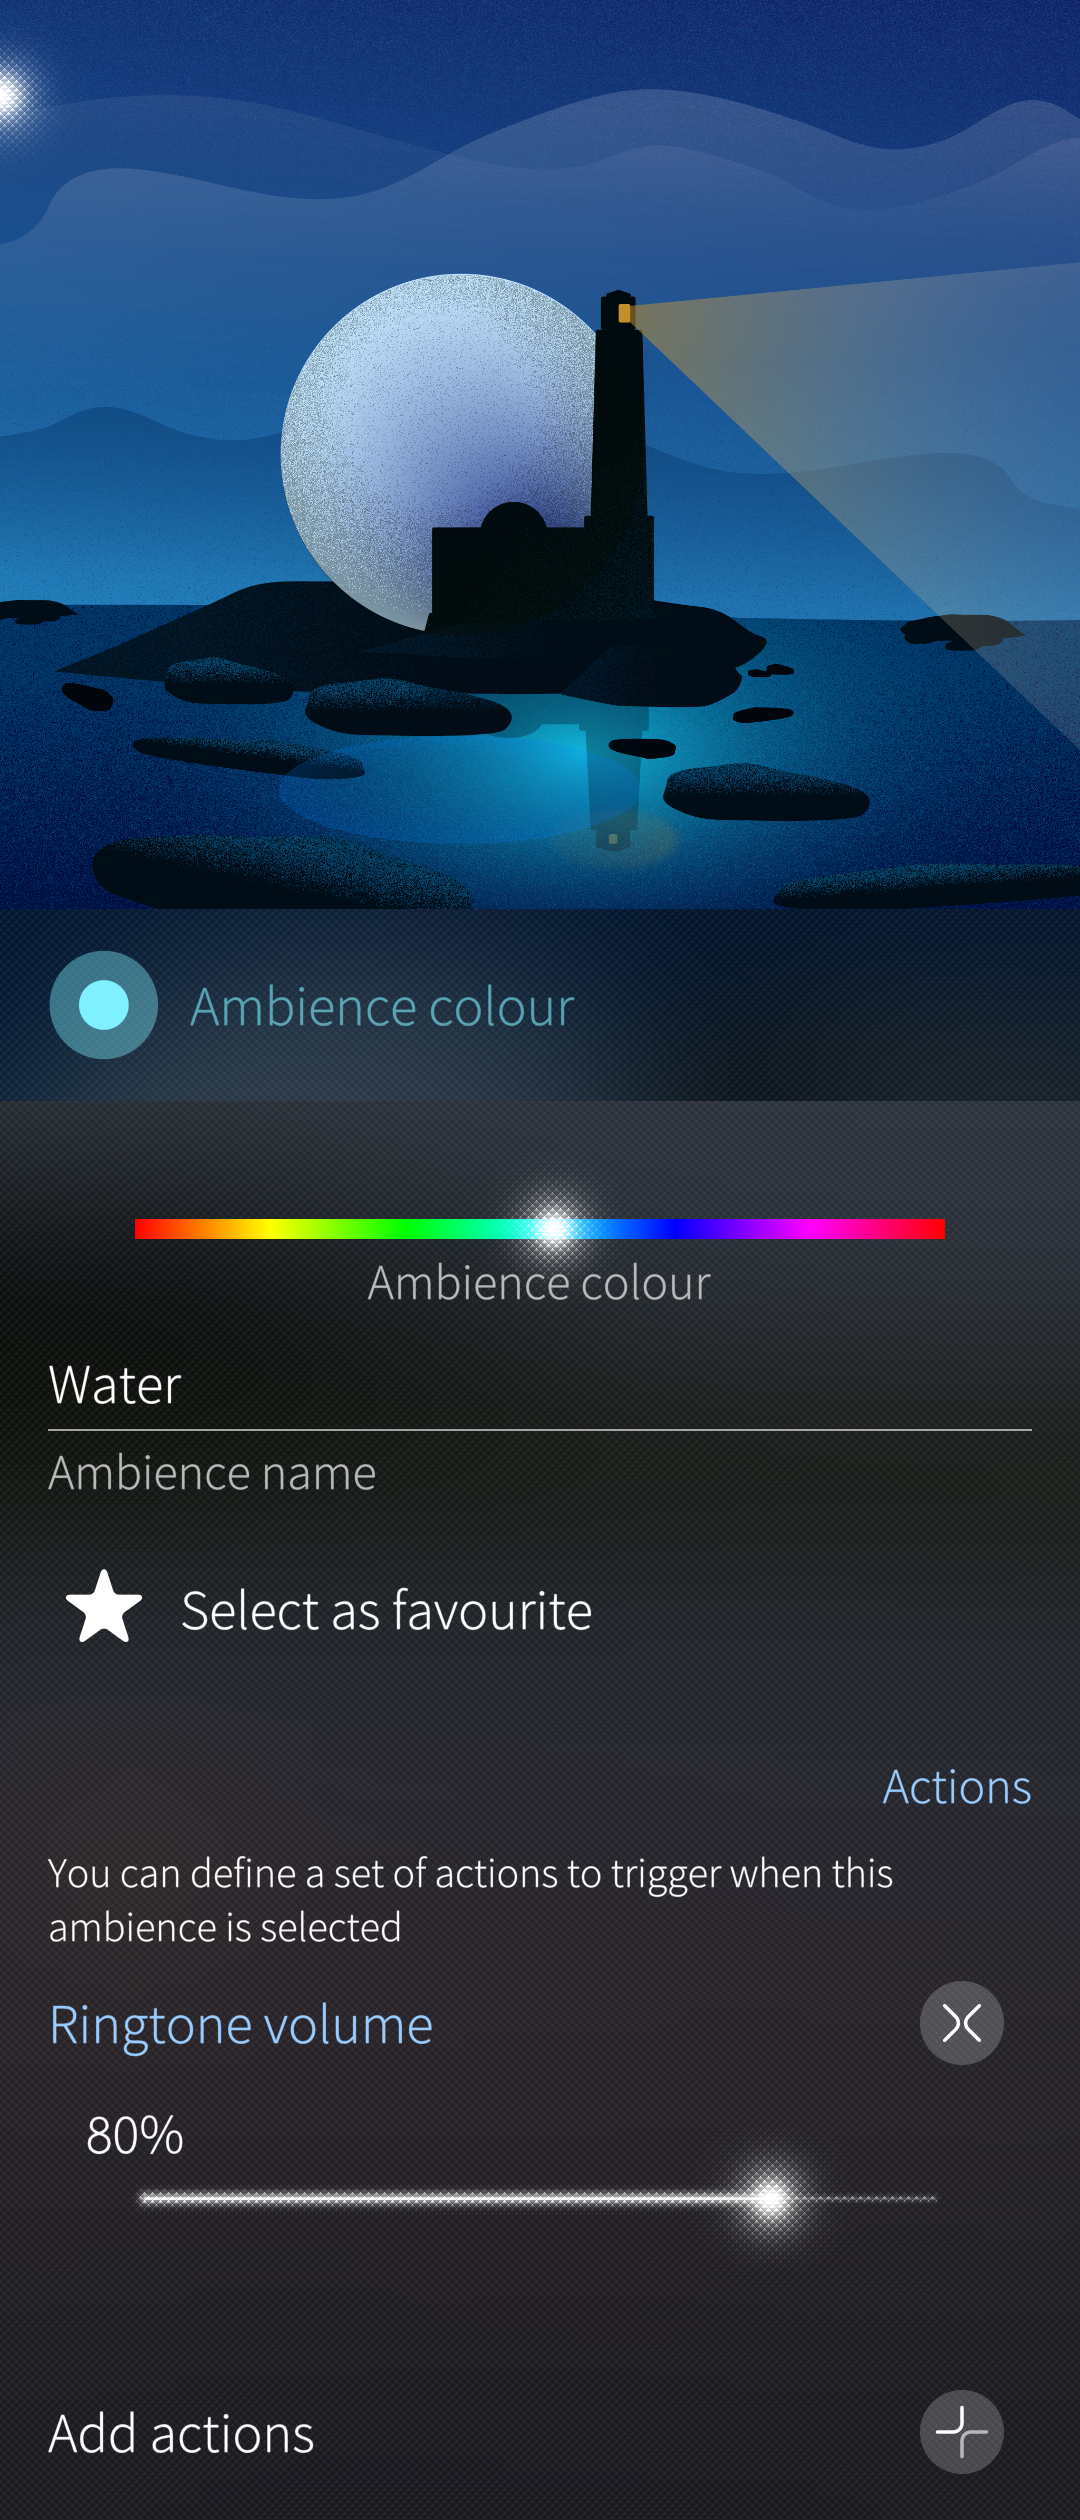 Ambience colour
Ambience colour
Water
Ambience name
Select as favourite
Actions
You can define a set of actions to trigger when this
ambience is selected
Ringtone volume
80%
Add actions